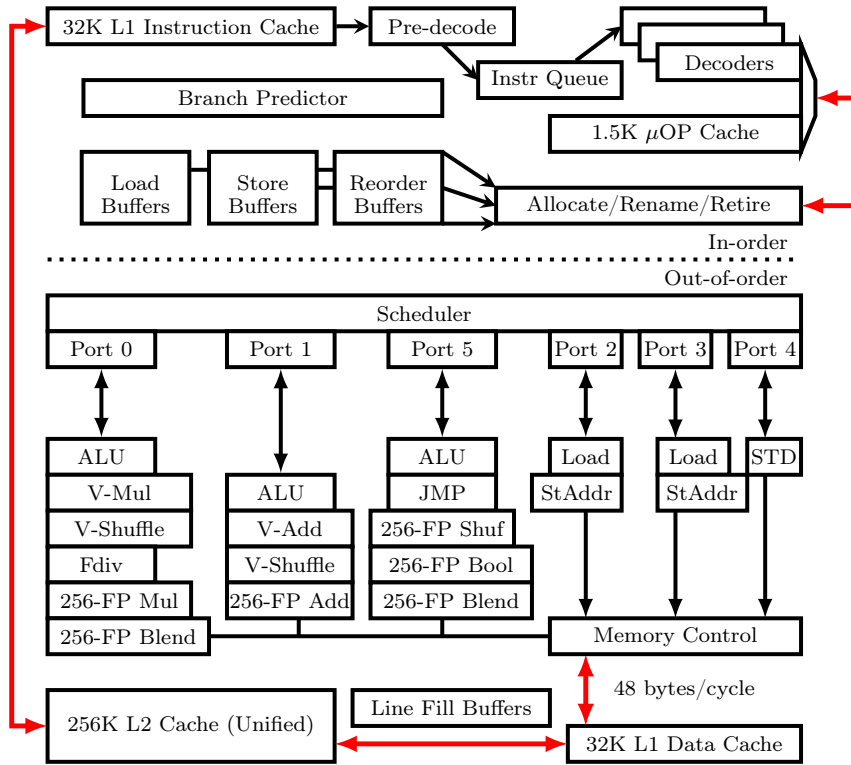 32K L1 Instruction Cache
Pre-decode
Instr Queue
Decoders
Branch Predictor
1.5K μOP Cache
Load
Buffers
Store
Buffers
Reorder
Buffers
Allocate/Rename/Retire
In-order
Out-of-order
Scheduler
Port 0
Port 1
Port 5
Port 2
Port 3
Port 4
ALU
V-Mul
V-Shuffle
Fdiv
256-FP Mul
256-FP Blend
ALU
V-Add
V-Shuffle
256-FP Add
ALU
JMP
256-FP Shuf
256-FP Bool
256-FP Blend
Load
StAddr
Load
StAddr
STD
Memory Control
48 bytes/cycle
256K L2 Cache (Unified)
Line Fill Buffers
32K L1 Data Cache